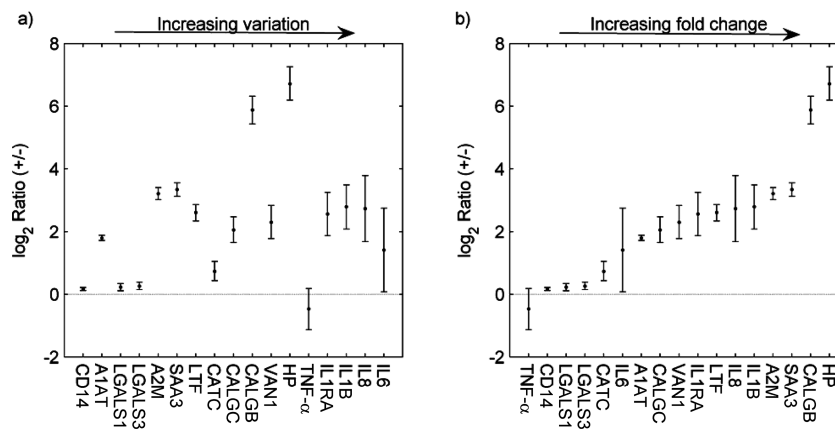 a)
Increasing variation
log2 Ratio (+/-)
6
4
2
0
-2
CD14
A1AT
LGALS1
LGALS3
A2M
SAA3
LTF
CATC
CALGC
CALGB
VAN1
HP
TNF-α
IL1RA
IL1B
IL8
IL6
b)
Increasing fold change
log2 Ratio (+/-)
6
4
2
0
-2
TNF-α
CD14
LGALS1
LGALS3
CATC
IL6
A1AT
CALGC
VAN1
IL1RA
LTF
IL8
IL1B
A2M
SAA3
CALGB
HP